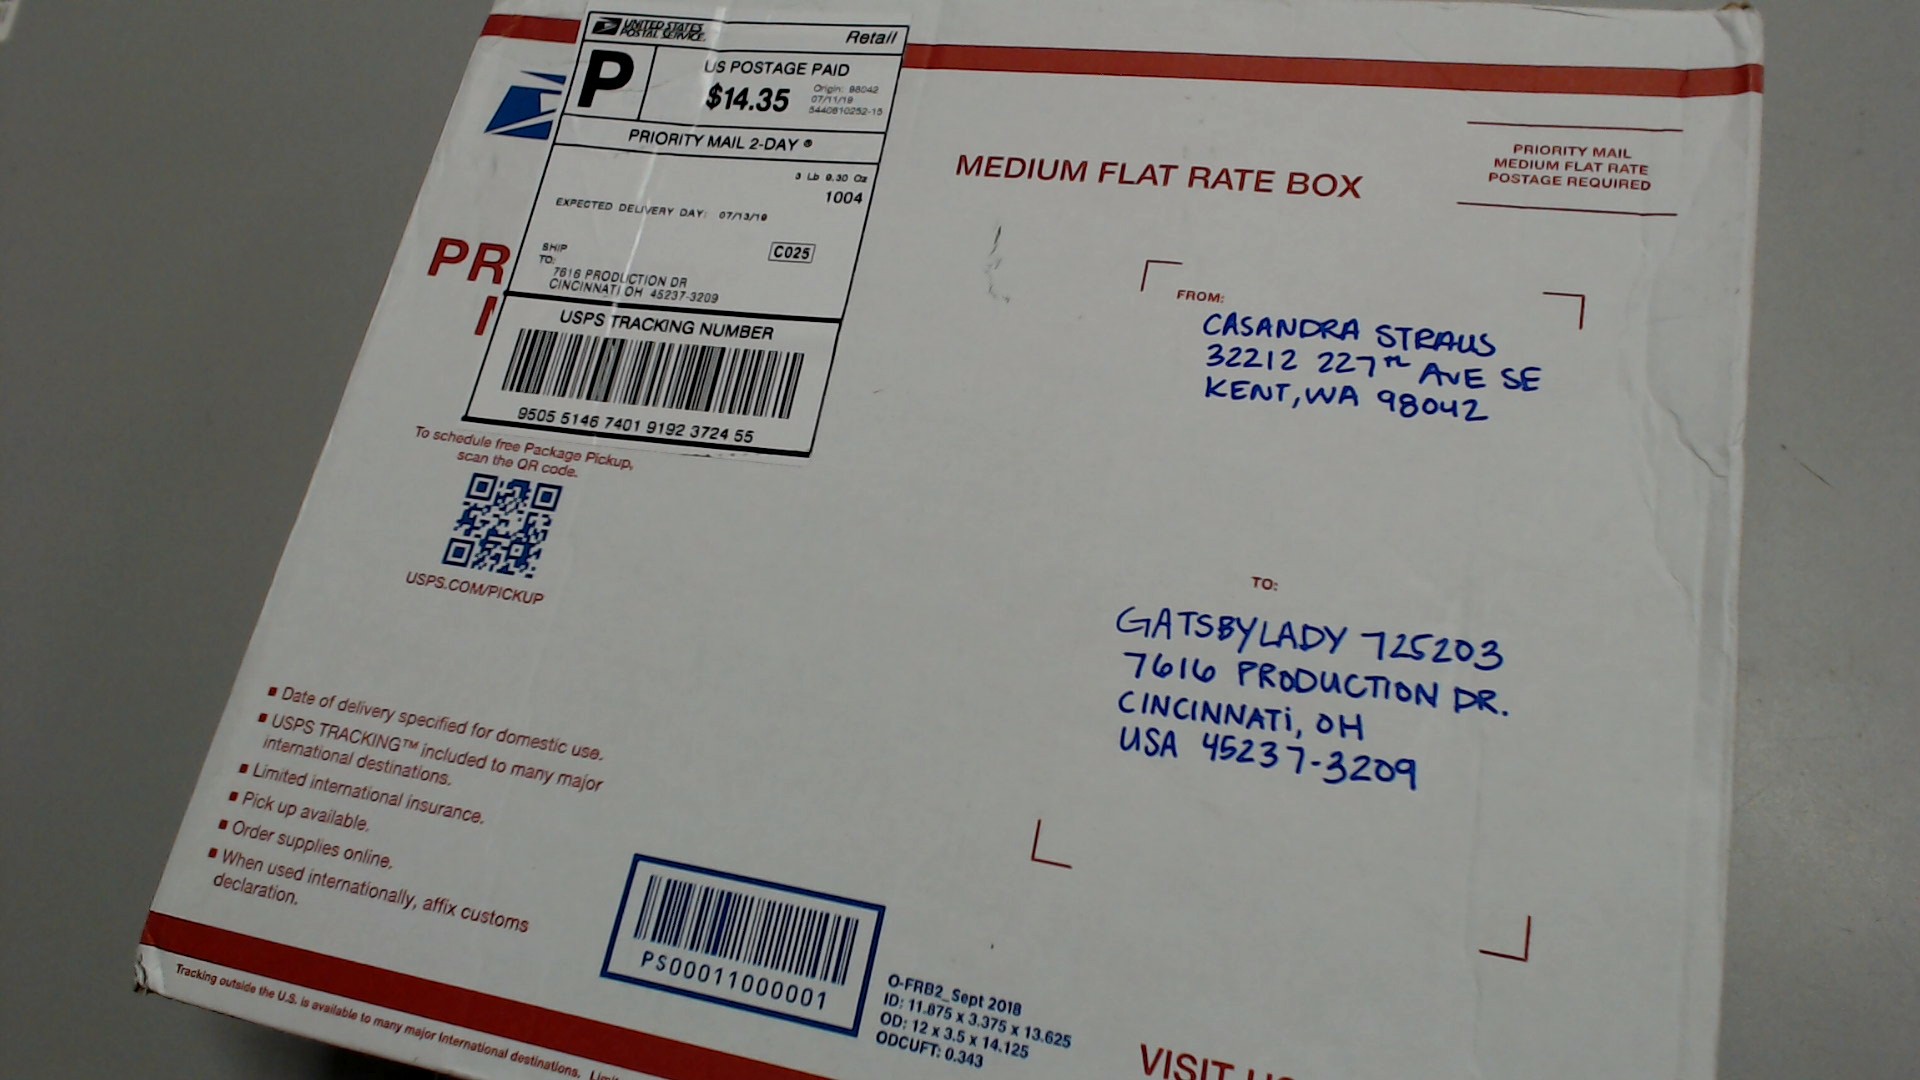 UNITED STATES
POSTAL SERVICE.
Retail
P
US POSTAGE PAID
$14.35
Origin: 98042
07/11/19
5440810252-15
PRIORITY MAIL 2-DAY ®
3 Lb 9.30 Oz
1004
EXPECTED DELIVERY DAY: 07/13/19
C025
SHIP
TO:
7616 PRODUCTION DR
CINCINNATI OH 45237-3209
USPS TRACKING NUMBER
9505 5146 7401 9192 3724 55
PR
To schedule free Package Pickup,
scan the QR code.
USPS.COM/PICKUP
MEDIUM FLAT RATE BOX
PRIORITY MAIL
MEDIUM FLAT RATE
POSTAGE REQUIRED
FROM:
CASANDRA STRAUS
32212 227TH AVE SE
KENT, WA 98042
TO:
GATSBYLADY 725203
7616 PRODUCTION DR.
CINCINNATi, OH
USA 45237-3209
▪ Date of delivery specified for domestic use.
▪ USPS TRACKING™ included to many major
international destinations.
▪ Limited international insurance.
▪ Pick up available.
▪ Order supplies online.
▪ When used internationally, affix customs
declaration.
PS00011000001
O-FRB2_Sept 2018
ID: 11.875 x 3.375 x 13.625
OD: 12 x 3.5 x 14.125
ODCUFT: 0.343
Tracking outside the U.S. is available to many major international destinations.
VISIT